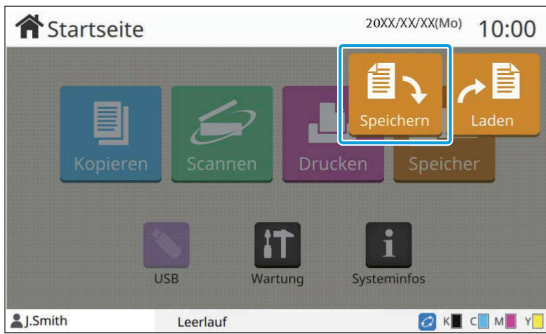 Startseite
20XX/XX/XX(Mo) 10:00
Speichern Laden
Kopieren Scannen Drucken Speicher
USB Wartung Systeminfos
J.Smith Leerlauf K C M Y